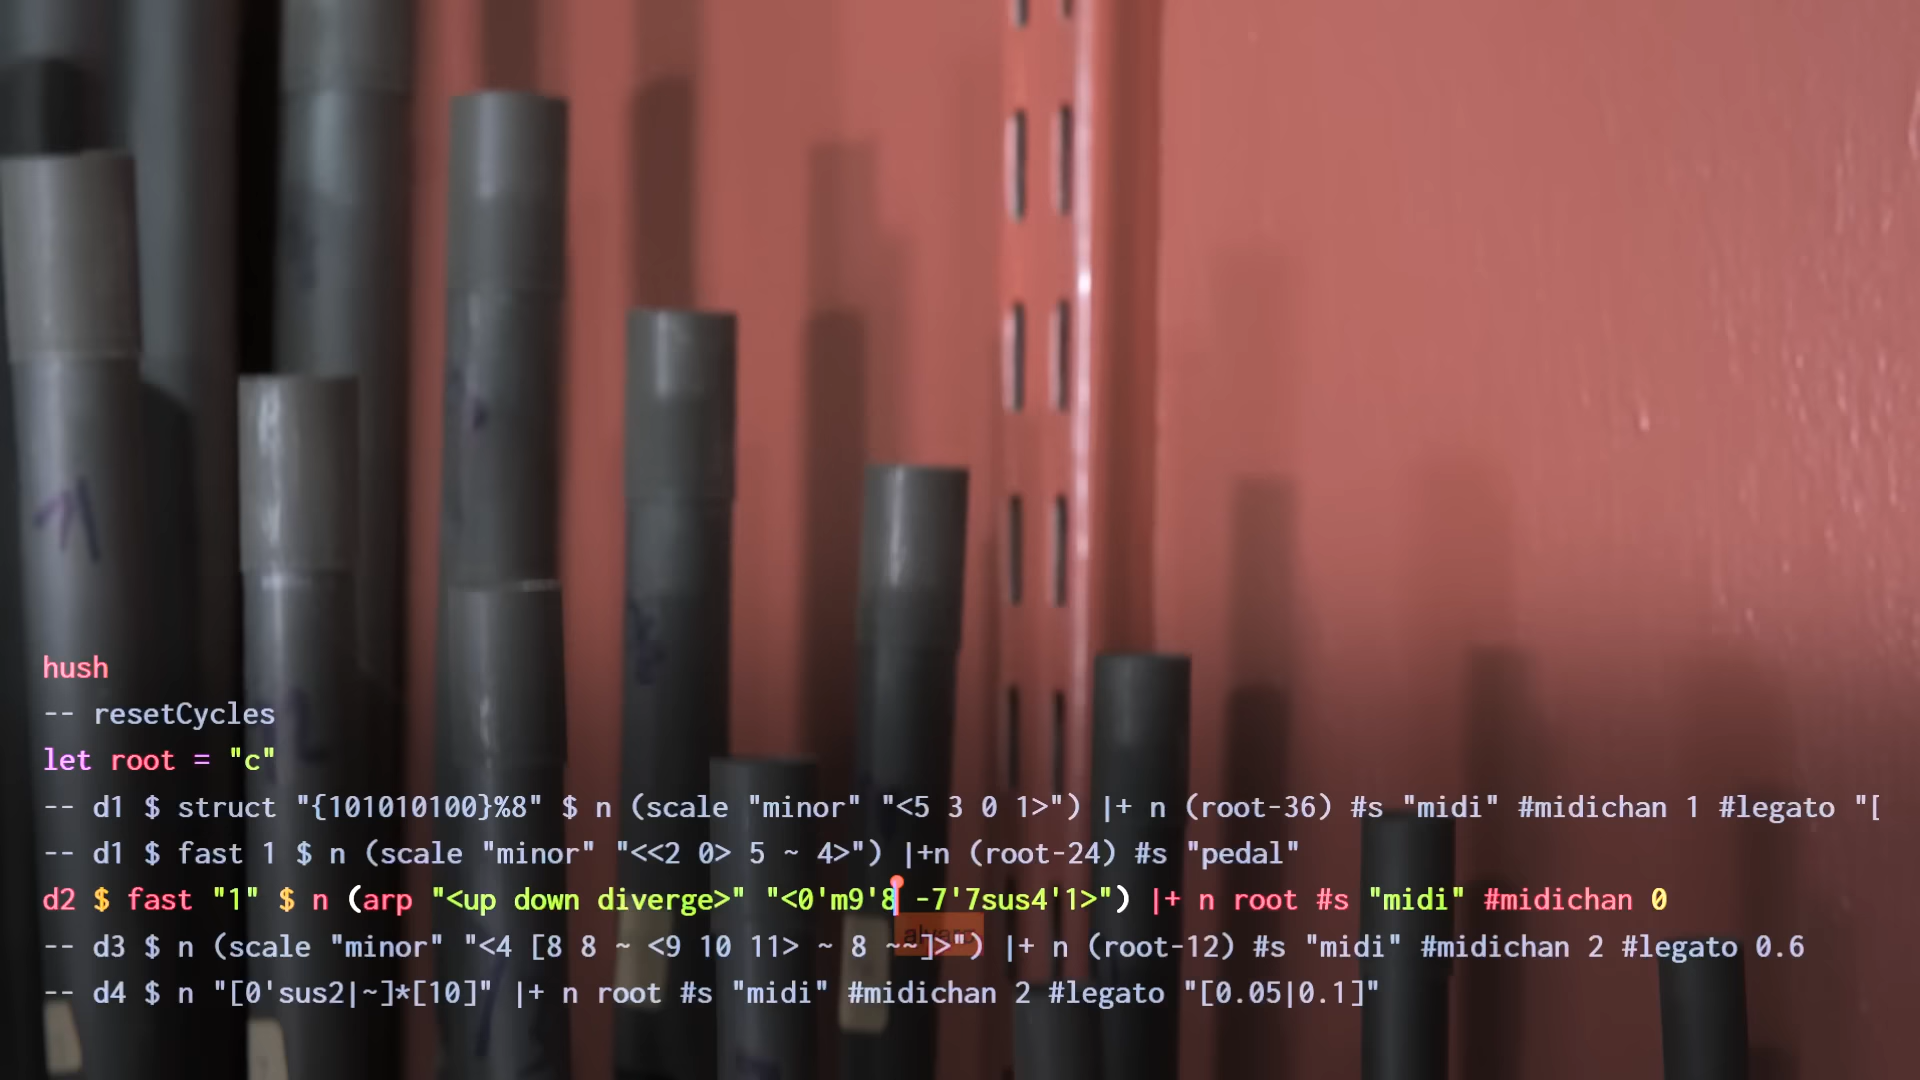 hush
-- resetCycles
let root = "c"
-- d1 $ struct "{101010100}%8" $ n (scale "minor" "<5 3 0 1>") |+ n (root-36) #s "midi" #midichan 1 #legato "[
-- d1 $ fast 1 $ n (scale "minor" "<<2 0> 5 ~ 4>") |+n (root-24) #s "pedal"
d2 $ fast "1" $ n (arp "<up down diverge>" "<0'm9'8 -7'7sus4'1>") |+ n root #s "midi" #midichan 0
-- d3 $ n (scale "minor" "<4 [8 8 ~ <9 10 11> ~ 8 ~~]>") |+ n (root-12) #s "midi" #midichan 2 #legato 0.6
-- d4 $ n "[0'sus2|~]*[10]" |+ n root #s "midi" #midichan 2 #legato "[0.05|0.1]"